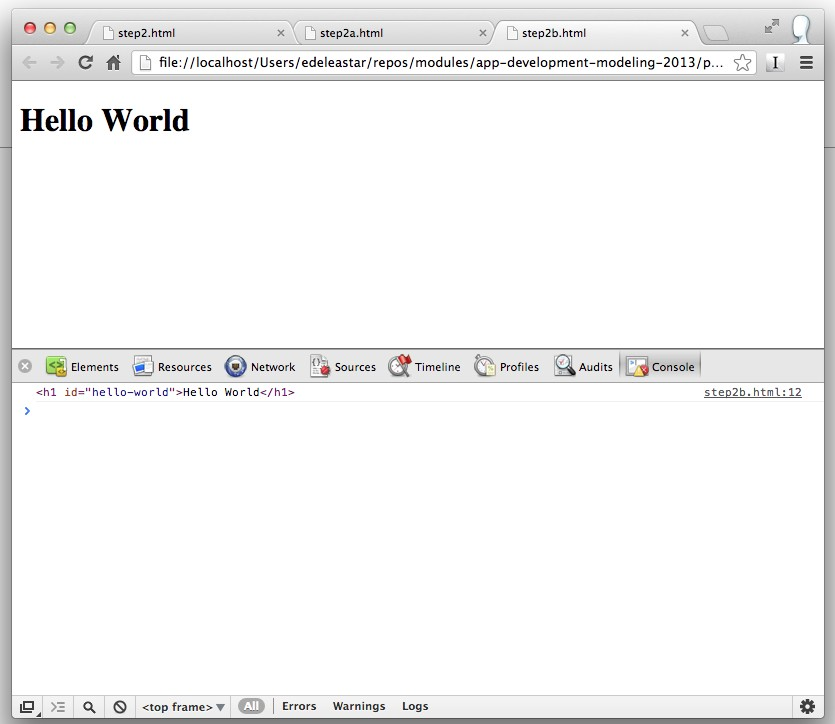 step2.html step2a.html step2b.html
file://localhost/Users/edeleastar/repos/modules/app-development-modeling-2013/p...
Hello World
Elements Resources Network Sources Timeline Profiles Audits Console
<h1 id="hello-world">Hello World</h1> step2b.html:12
<top frame> All Errors Warnings Logs